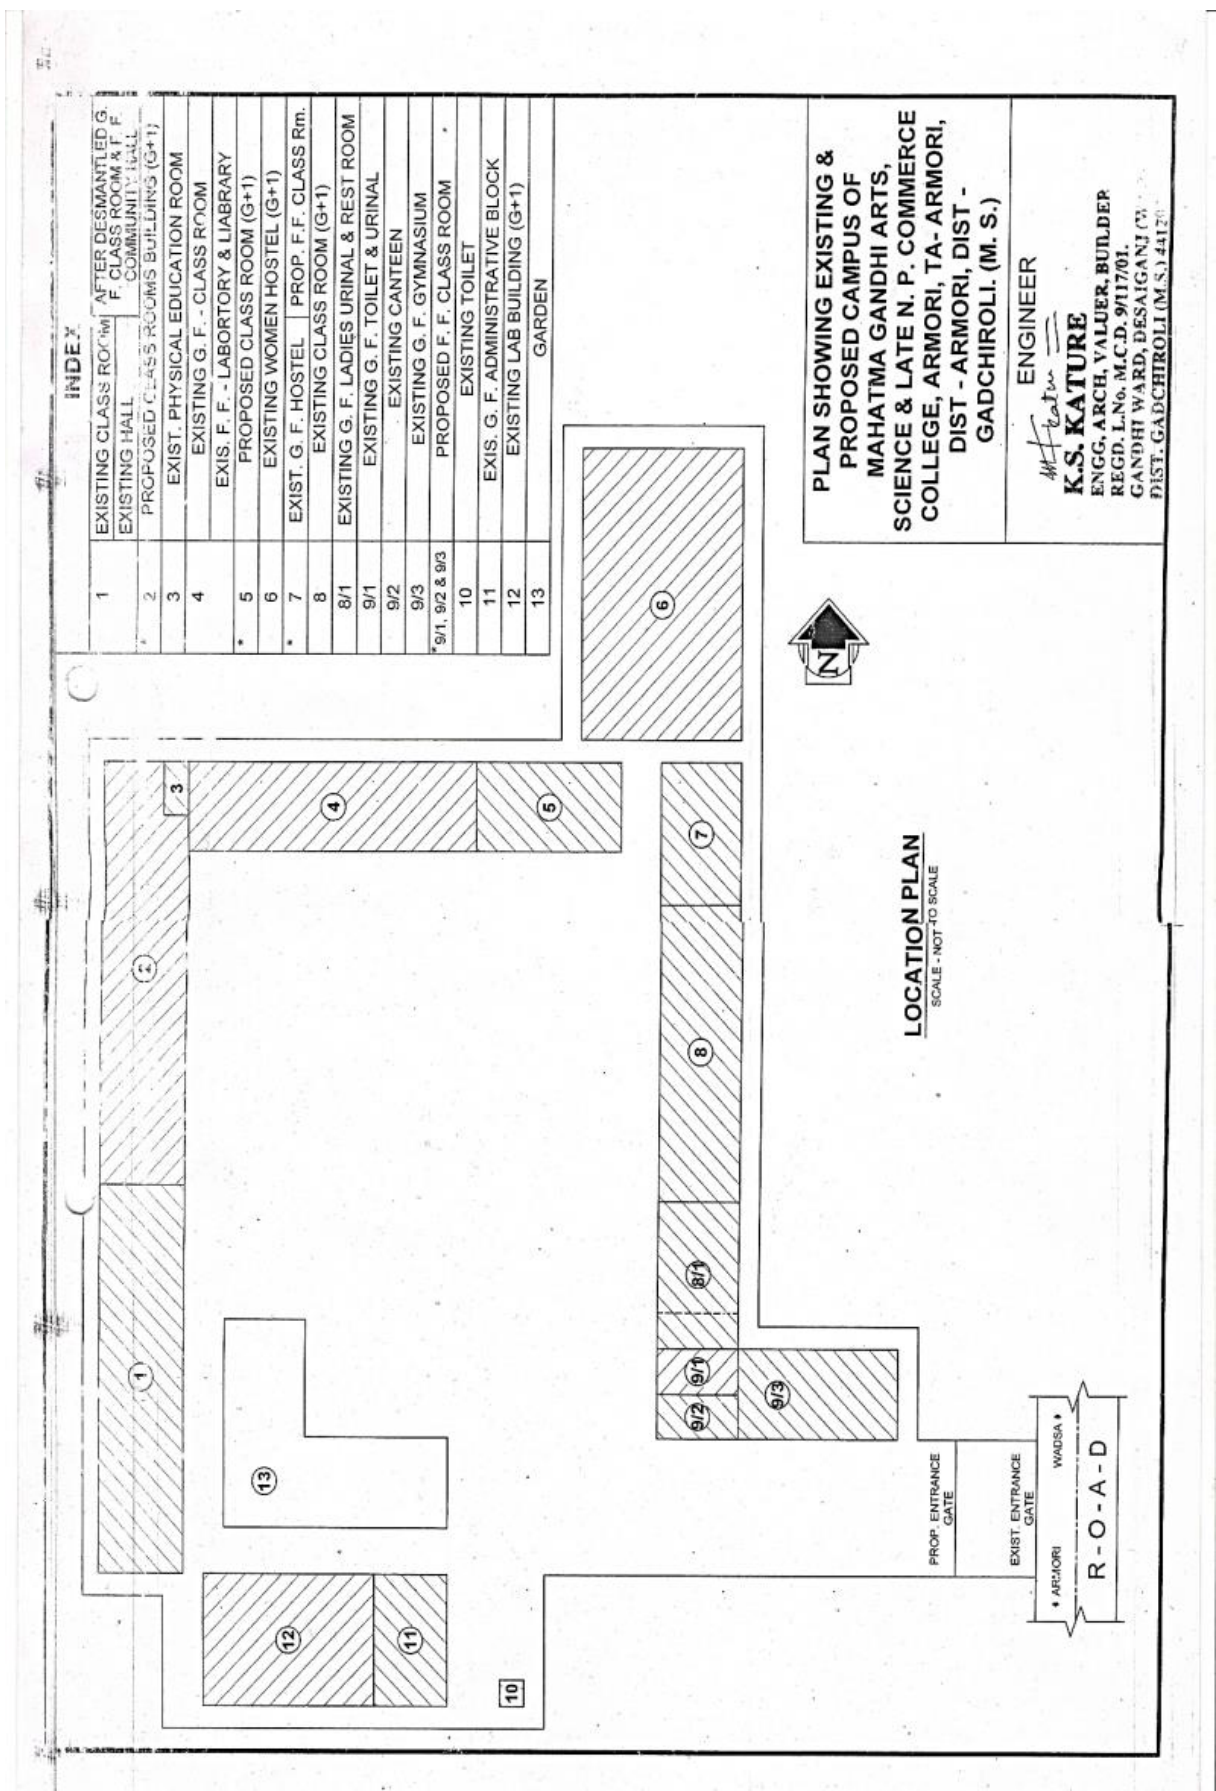 INDEX
1 EXISTING CLASS ROOM AFTER DESMANTLED G.
F. CLASS ROOM & F. F.
EXISTING HALL COMMUNITY HALL
* 2 PROPOSED CLASS ROOMS BUILDING (G+1)
3 EXIST. PHYSICAL EDUCATION ROOM
4 EXISTING G. F. - CLASS ROOM
EXIS. F. F. - LABORTORY & LIABRARY
* 5 PROPOSED CLASS ROOM (G+1)
6 EXISTING WOMEN HOSTEL (G+1)
* 7 EXIST. G. F. HOSTEL PROP. F.F. CLASS Rm.
8 EXISTING CLASS ROOM (G+1)
8/1 EXISTING G. F. LADIES URINAL & REST ROOM
9/1 EXISTING G. F. TOILET & URINAL
9/2 EXISTING CANTEEN
9/3 EXISTING G. F. GYMNASIUM
* 9/1, 9/2 & 9/3 PROPOSED F. F. CLASS ROOM
10 EXISTING TOILET
11 EXIS. G. F. ADMINISTRATIVE BLOCK
12 EXISTING LAB BUILDING (G+1)
13 GARDEN
1
2
3
4
5
6
7
8
8/1
9/1
9/2
9/3
10
11
12
13
N
PROP. ENTRANCE
GATE
EXIST. ENTRANCE
GATE
ARMORI WADSA
R - O - A - D
LOCATION PLAN
SCALE - NOT TO SCALE
PLAN SHOWING EXISTING &
PROPOSED CAMPUS OF
MAHATMA GANDHI ARTS,
SCIENCE & LATE N. P. COMMERCE
COLLEGE, ARMORI, TA- ARMORI,
DIST - ARMORI, DIST -
GADCHIROLI. (M. S.)
ENGINEER
K.S. KATURE
ENGG, ARCH, VALUER, BUILDER
REGD. L.No. M.C.D. 9/117/01.
GANDHI WARD, DESAIGANJ
DIST. GADCHIROLI (M.S.)